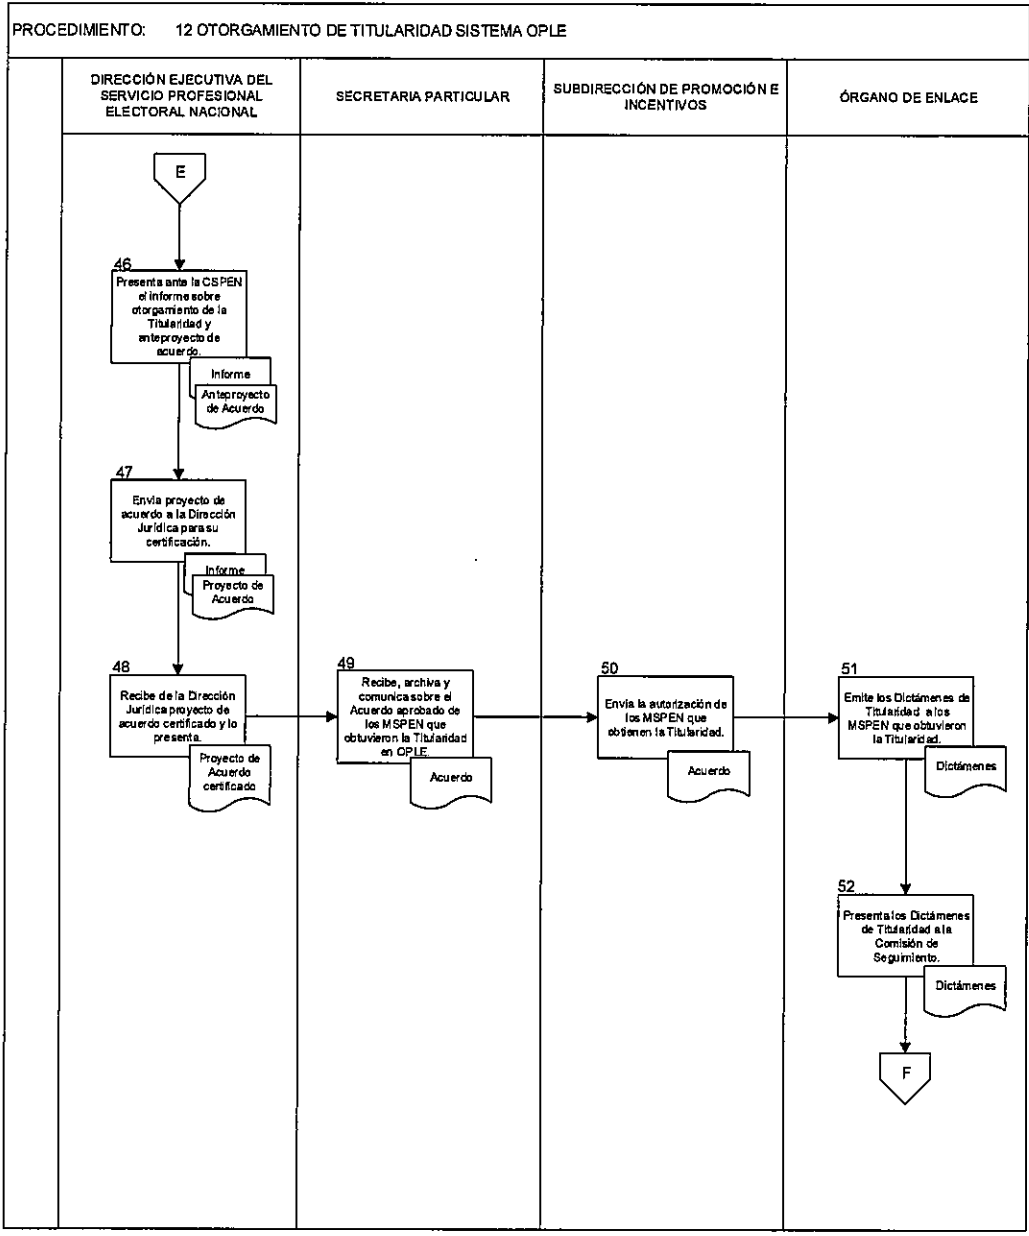 PROCEDIMIENTO: 12 OTORGAMIENTO DE TITULARIDAD SISTEMA OPLE
DIRECCIÓN EJECUTIVA DEL
SERVICIO PROFESIONAL
ELECTORAL NACIONAL
SECRETARIA PARTICULAR
SUBDIRECCIÓN DE PROMOCIÓN E
INCENTIVOS
ÓRGANO DE ENLACE
E
46
Presenta ante la CSPEN
el informe sobre
otorgamiento de la
Titularidad y
anteproyecto de
acuerdo.
Informe
Anteproyecto
de Acuerdo
47
Envía proyecto de
acuerdo a la Dirección
Jurídica para su
certificación.
Informe
Proyecto de
Acuerdo
48
Recibe de la Dirección
Jurídica proyecto de
acuerdo certificado y lo
presenta.
Proyecto de
Acuerdo
certificado
49
Recibe, archiva y
comunica sobre el
Acuerdo aprobado de
los MSPEN que
obtuvieron la Titularidad
en OPLE.
Acuerdo
50
Envía la autorización de
los MSPEN que
obtienen la Titularidad.
Acuerdo
51
Emite los Dictámenes de
Titularidad a los
MSPEN que obtuvieron
la Titularidad.
Dictámenes
52
Presenta los Dictámenes
de Titularidad a la
Comisión de
Seguimiento.
Dictámenes
F